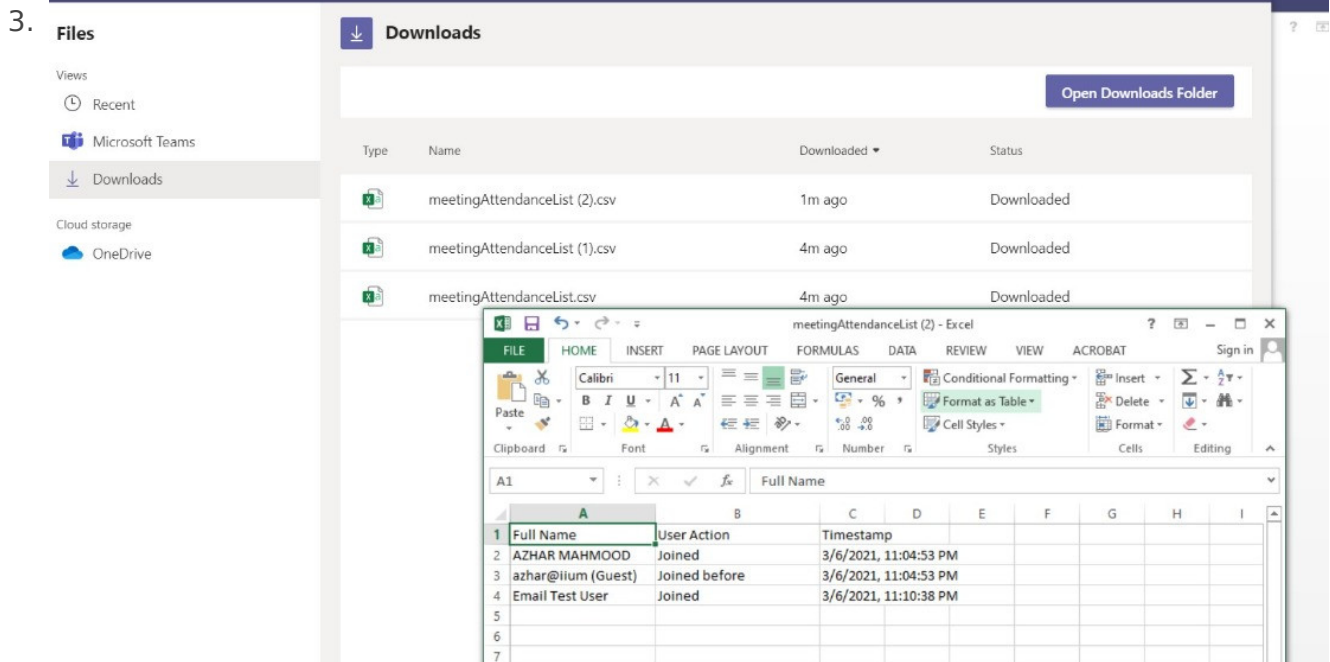 3.
Files
Downloads
?
Views
Recent
Open Downloads Folder
Microsoft Teams
Type Name Downloaded Status
Downloads
meetingAttendanceList (2).csv 1m ago Downloaded
Cloud storage
OneDrive
meetingAttendanceList (1).csv 4m ago Downloaded
meetingAttendanceList.csv 4m ago Downloaded
meetingAttendanceList (2) - Excel ?
FILE HOME INSERT PAGE LAYOUT FORMULAS DATA REVIEW VIEW ACROBAT Sign in
Calibri 11 General Conditional Formatting Insert
Paste B I U A A % , Format as Table Delete
A Cell Styles Format
Clipboard Font Alignment Number Styles Cells Editing
A1 fx Full Name
A B C D E F G H I
1 Full Name User Action Timestamp
2 AZHAR MAHMOOD Joined 3/6/2021, 11:04:53 PM
3 azhar@iium (Guest) Joined before 3/6/2021, 11:04:53 PM
4 Email Test User Joined 3/6/2021, 11:10:38 PM
5
6
7